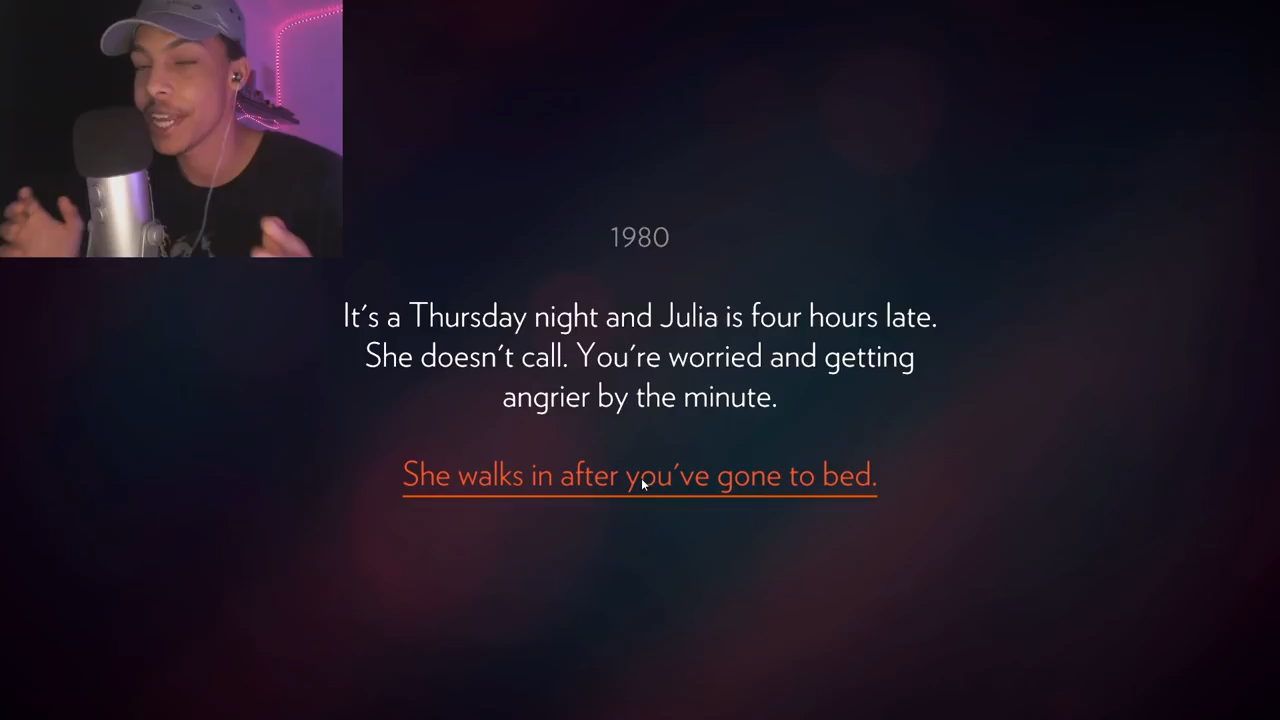 1980
It's a Thursday night and Julia is four hours late.
She doesn't call. You're worried and getting
angrier by the minute.
She walks in after you've gone to bed.